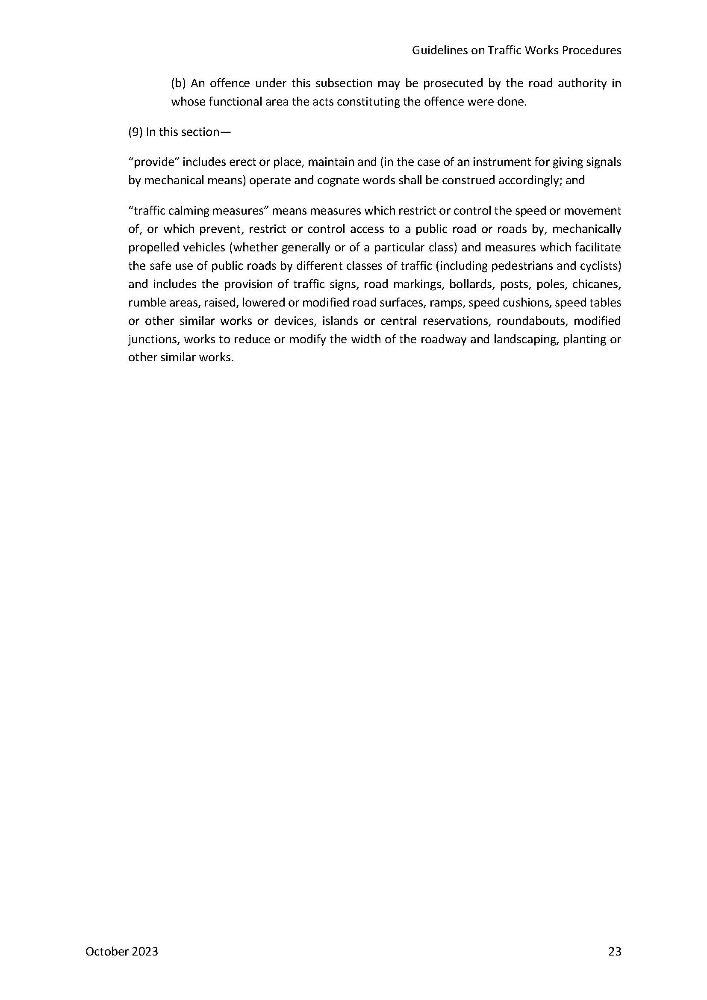 Guidelines on Traffic Works Procedures
(b) An offence under this subsection may be prosecuted by the road authority in
whose functional area the acts constituting the offence were done.
(9) In this section—
“provide” includes erect or place, maintain and (in the case of an instrument for giving signals
by mechanical means) operate and cognate words shall be construed accordingly; and
“traffic calming measures” means measures which restrict or control the speed or movement
of, or which prevent, restrict or control access to a public road or roads by, mechanically
propelled vehicles (whether generally or of a particular class) and measures which facilitate
the safe use of public roads by different classes of traffic (including pedestrians and cyclists)
and includes the provision of traffic signs, road markings, bollards, posts, poles, chicanes,
rumble areas, raised, lowered or modified road surfaces, ramps, speed cushions, speed tables
or other similar works or devices, islands or central reservations, roundabouts, modified
junctions, works to reduce or modify the width of the roadway and landscaping, planting or
other similar works.
October 2023 23